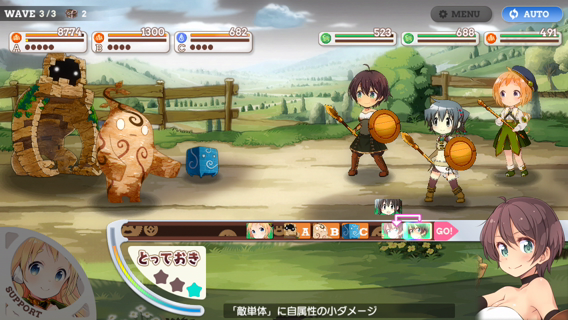 WAVE 3/3 2
MENU
AUTO
8774
1300
682
523
688
491
A
B
C
A
B
C
GO!
とっておき
SUPPORT
「敵単体」に自属性の小ダメージ